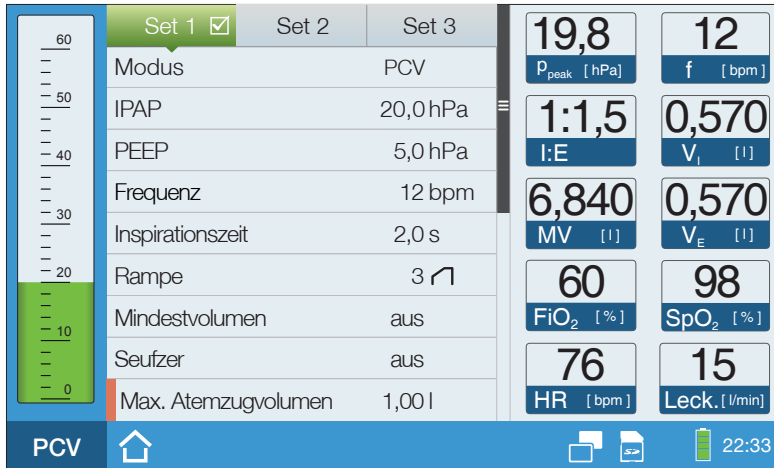 60
50
40
30
20
10
0
Set 1 Set 2 Set 3
Modus PCV
IPAP 20,0 hPa
PEEP 5,0 hPa
Frequenz 12 bpm
Inspirationszeit 2,0 s
Rampe 3
Mindestvolumen aus
Seufzer aus
Max. Atemzugvolumen 1,00 l
19,8 12
Ppeak [hPa] f [bpm]
1:1,5 0,570
I:E VI [l]
6,840 0,570
MV [l] VE [l]
60 98
FiO2 [%] SpO2 [%]
76 15
HR [bpm] Leck. [l/min]
PCV 22:33